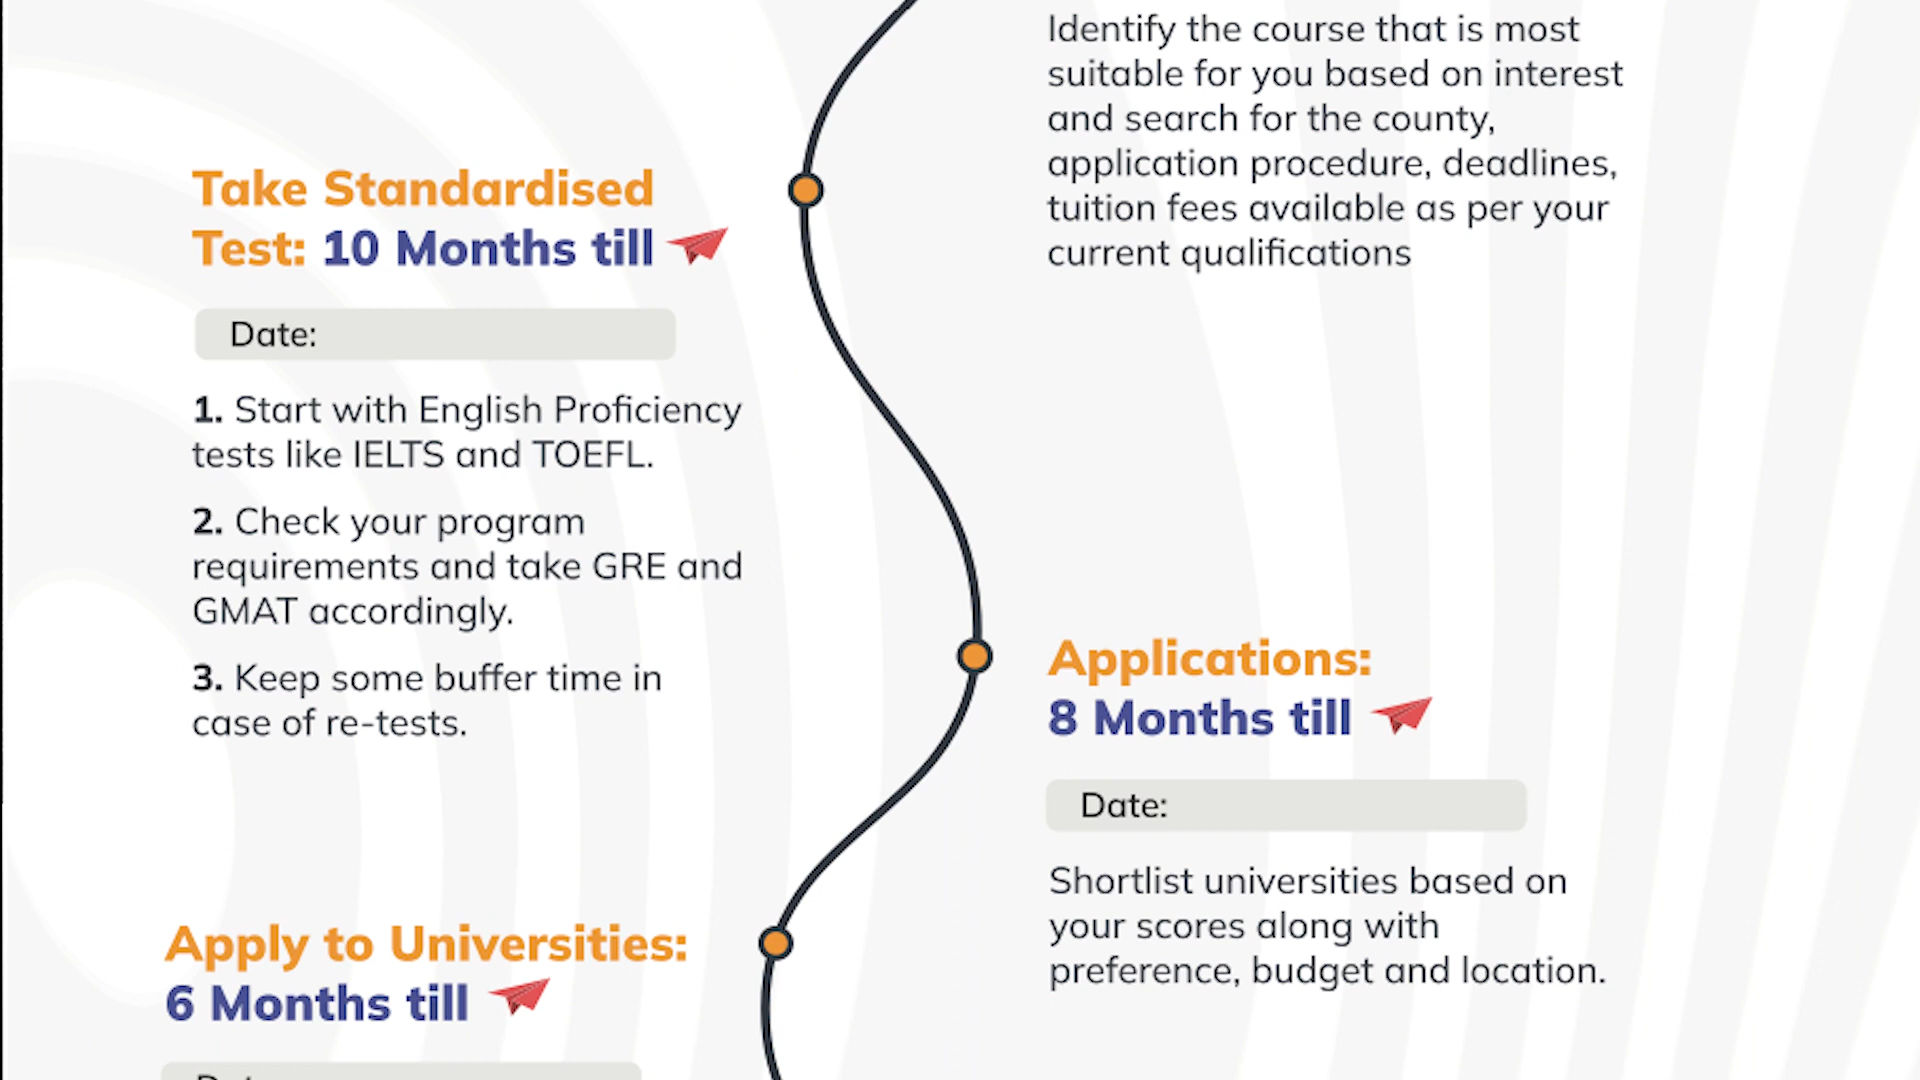 Identify the course that is most
suitable for you based on interest
and search for the county,
application procedure, deadlines,
tuition fees available as per your
current qualifications
Take Standardised
Test: 10 Months till
Date:
1. Start with English Proficiency
tests like IELTS and TOEFL.
2. Check your program
requirements and take GRE and
GMAT accordingly.
3. Keep some buffer time in
case of re-tests.
Applications:
8 Months till
Date:
Shortlist universities based on
your scores along with
preference, budget and location.
Apply to Universities:
6 Months till